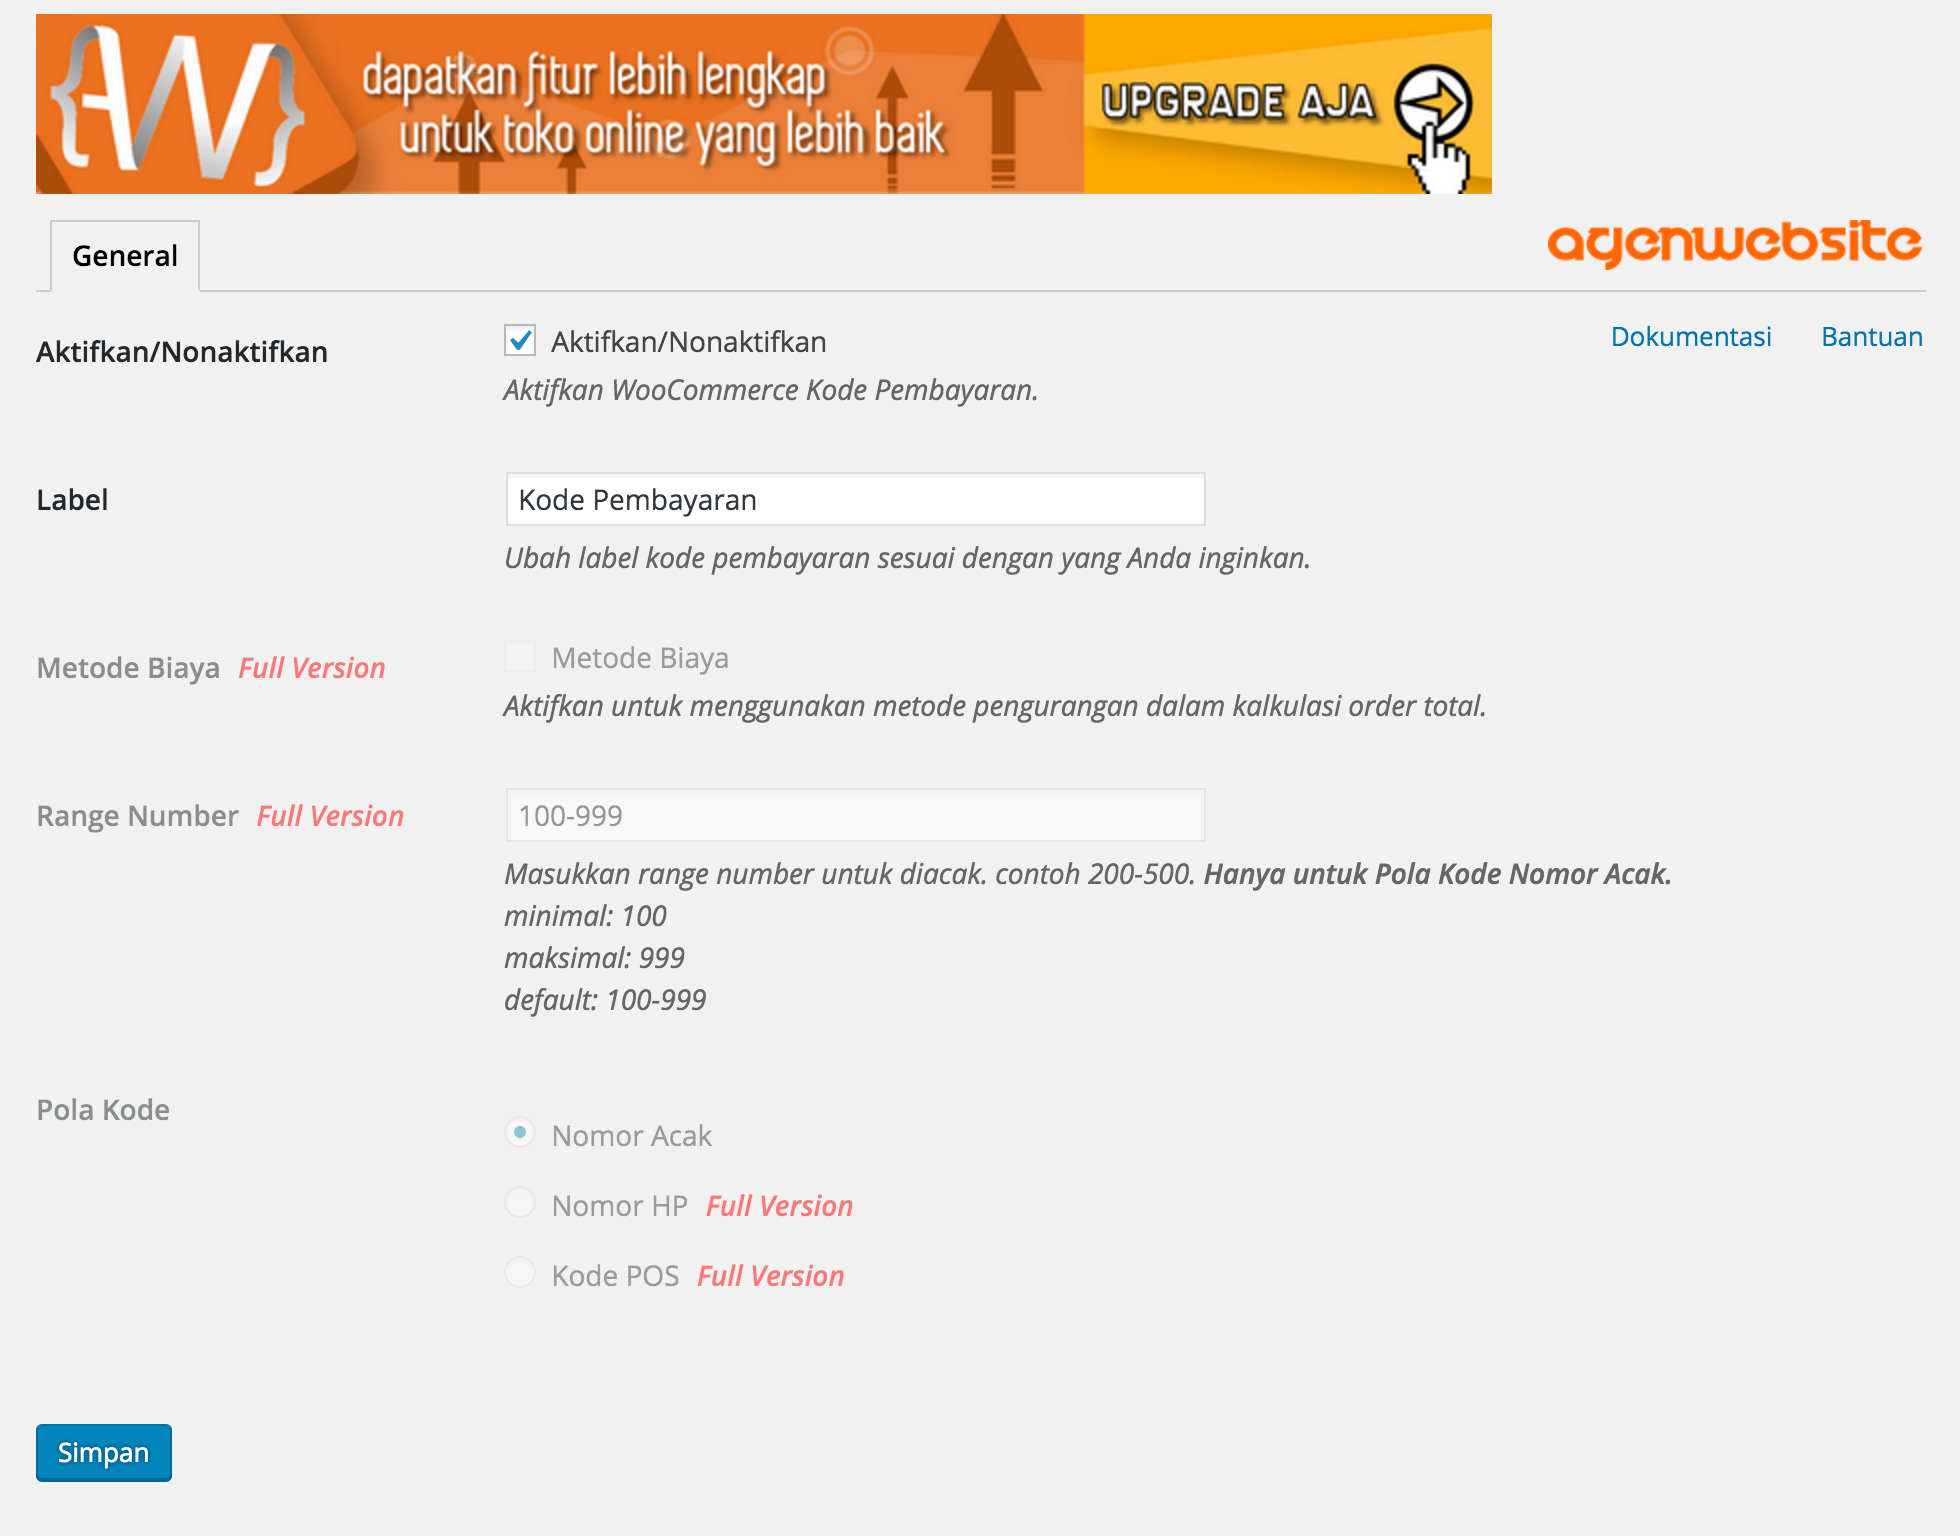 {AW}
dapatkan fitur lebih lengkap
untuk toko online yang lebih baik
UPGRADE AJA
General
agenwebsite
Dokumentasi Bantuan
Aktifkan/Nonaktifkan
Aktifkan/Nonaktifkan
Aktifkan WooCommerce Kode Pembayaran.
Label
Kode Pembayaran
Ubah label kode pembayaran sesuai dengan yang Anda inginkan.
Metode Biaya Full Version
Metode Biaya
Aktifkan untuk menggunakan metode pengurangan dalam kalkulasi order total.
Range Number Full Version
100-999
Masukkan range number untuk diacak. contoh 200-500. Hanya untuk Pola Kode Nomor Acak.
minimal: 100
maksimal: 999
default: 100-999
Pola Kode
Nomor Acak
Nomor HP Full Version
Kode POS Full Version
Simpan